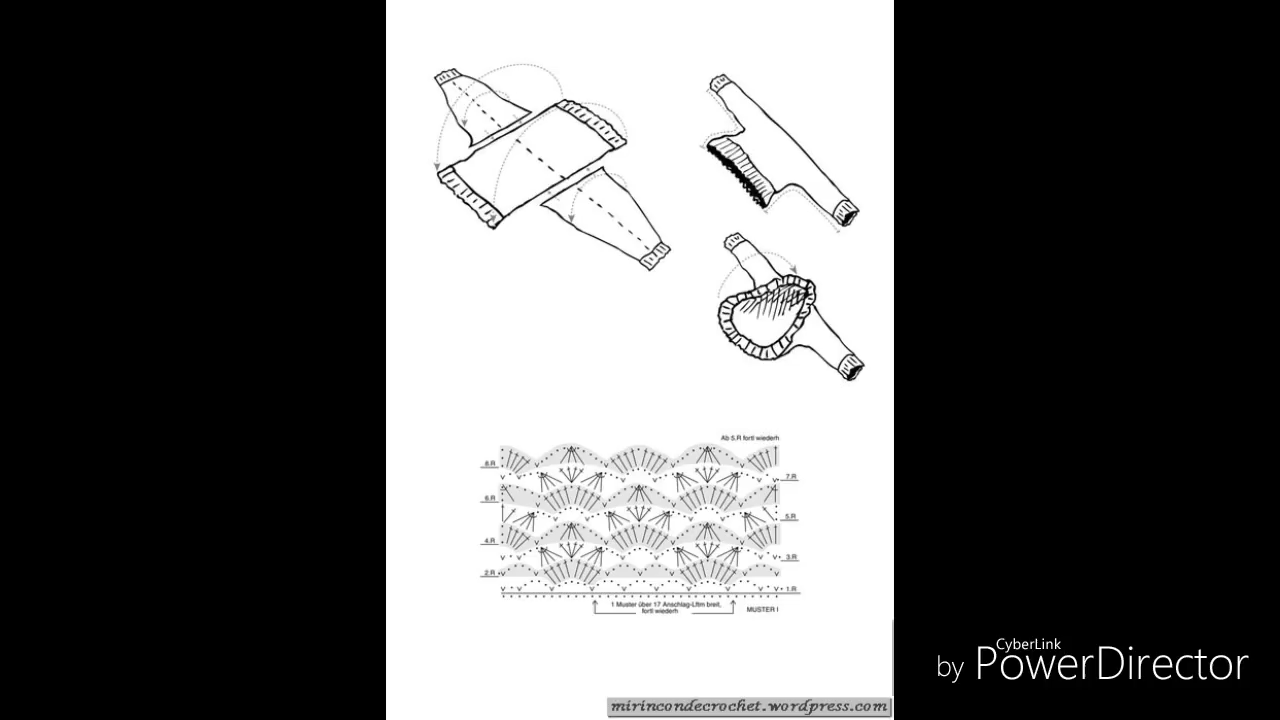 Ab 5.R fortl wiederh
8.R
7.R
6.R
5.R
4.R
3.R
2.R
1.R
1 Muster über 17 Anschlag-Lftm breit,
fortl wiederh
MUSTER I
CyberLink
by PowerDirector
mirincondecrochet.wordpress.com